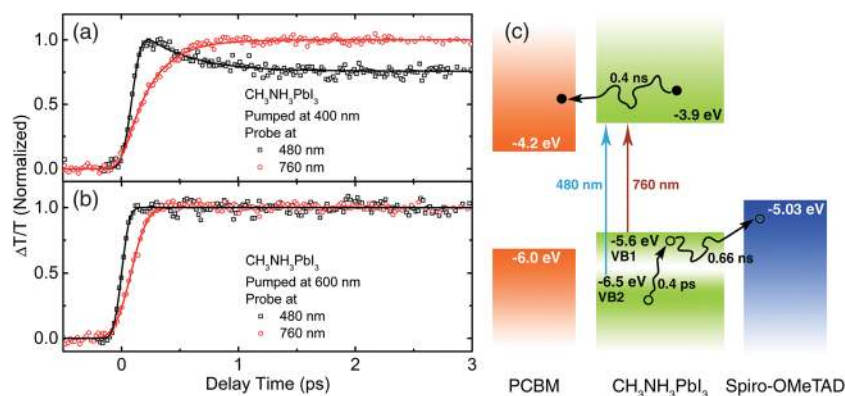 (a)
1.0
0.5
0.0
CH₃NH₃PbI₃
Pumped at 400 nm
Probe at
480 nm
760 nm
(b)
1.0
0.5
0.0
CH₃NH₃PbI₃
Pumped at 600 nm
Probe at
480 nm
760 nm
ΔT/T (Normalized)
0
1
2
3
Delay Time (ps)
(c)
0.4 ns
-3.9 eV
-4.2 eV
480 nm
760 nm
-5.03 eV
-5.6 eV
VB1
0.66 ns
-6.0 eV
-6.5 eV
VB2
0.4 ps
PCBM
CH₃NH₃PbI₃
Spiro-OMeTAD